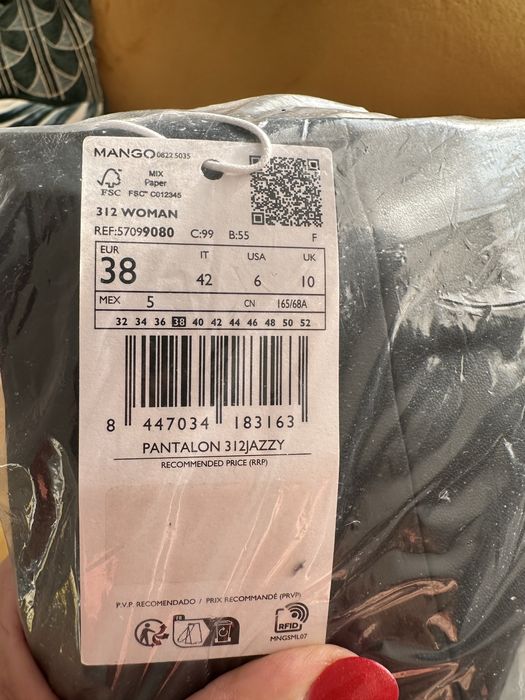 MANGO 0622 5035
MIX
Paper
FSC FSC® C012345
312 WOMAN
REF:57099080 C:99 B:55 F
EUR IT USA UK
38 42 6 10
MEX 5 CN 165/68A
32 34 36 38 40 42 44 46 48 50 52
8 447034 183163
PANTALON 312JAZZY
RECOMMENDED PRICE (RRP)
P.V.P. RECOMENDADO / PRIX RECOMMANDÉ (PRVP)
FR
RFID
MNGSML07